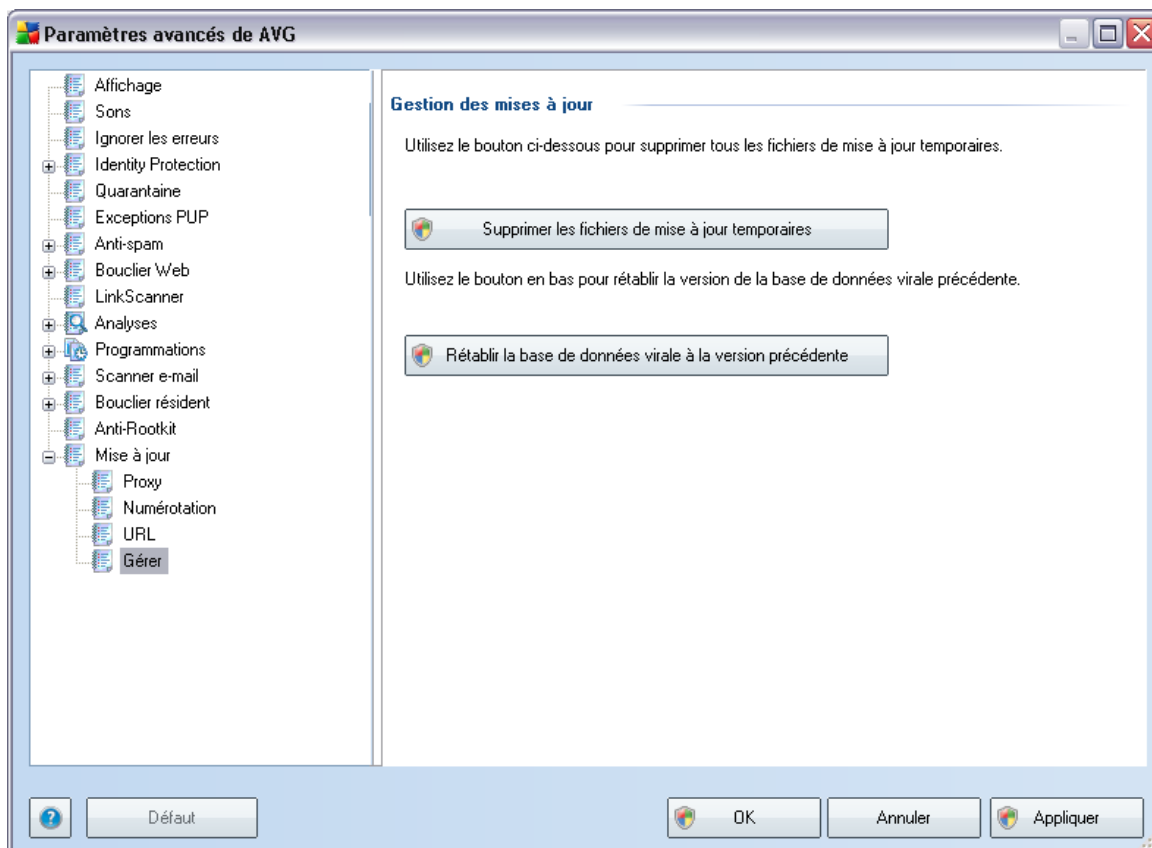 Paramètres avancés de AVG
Affichage
Sons
Ignorer les erreurs
Identity Protection
Quarantaine
Exceptions PUP
Anti-spam
Bouclier Web
LinkScanner
Analyses
Programmations
Scanner e-mail
Bouclier résident
Anti-Rootkit
Mise à jour
Proxy
Numérotation
URL
Gérer
Gestion des mises à jour
Utilisez le bouton ci-dessous pour supprimer tous les fichiers de mise à jour temporaires.
Supprimer les fichiers de mise à jour temporaires
Utilisez le bouton en bas pour rétablir la version de la base de données virale précédente.
Rétablir la base de données virale à la version précédente
Défaut
OK
Annuler
Appliquer